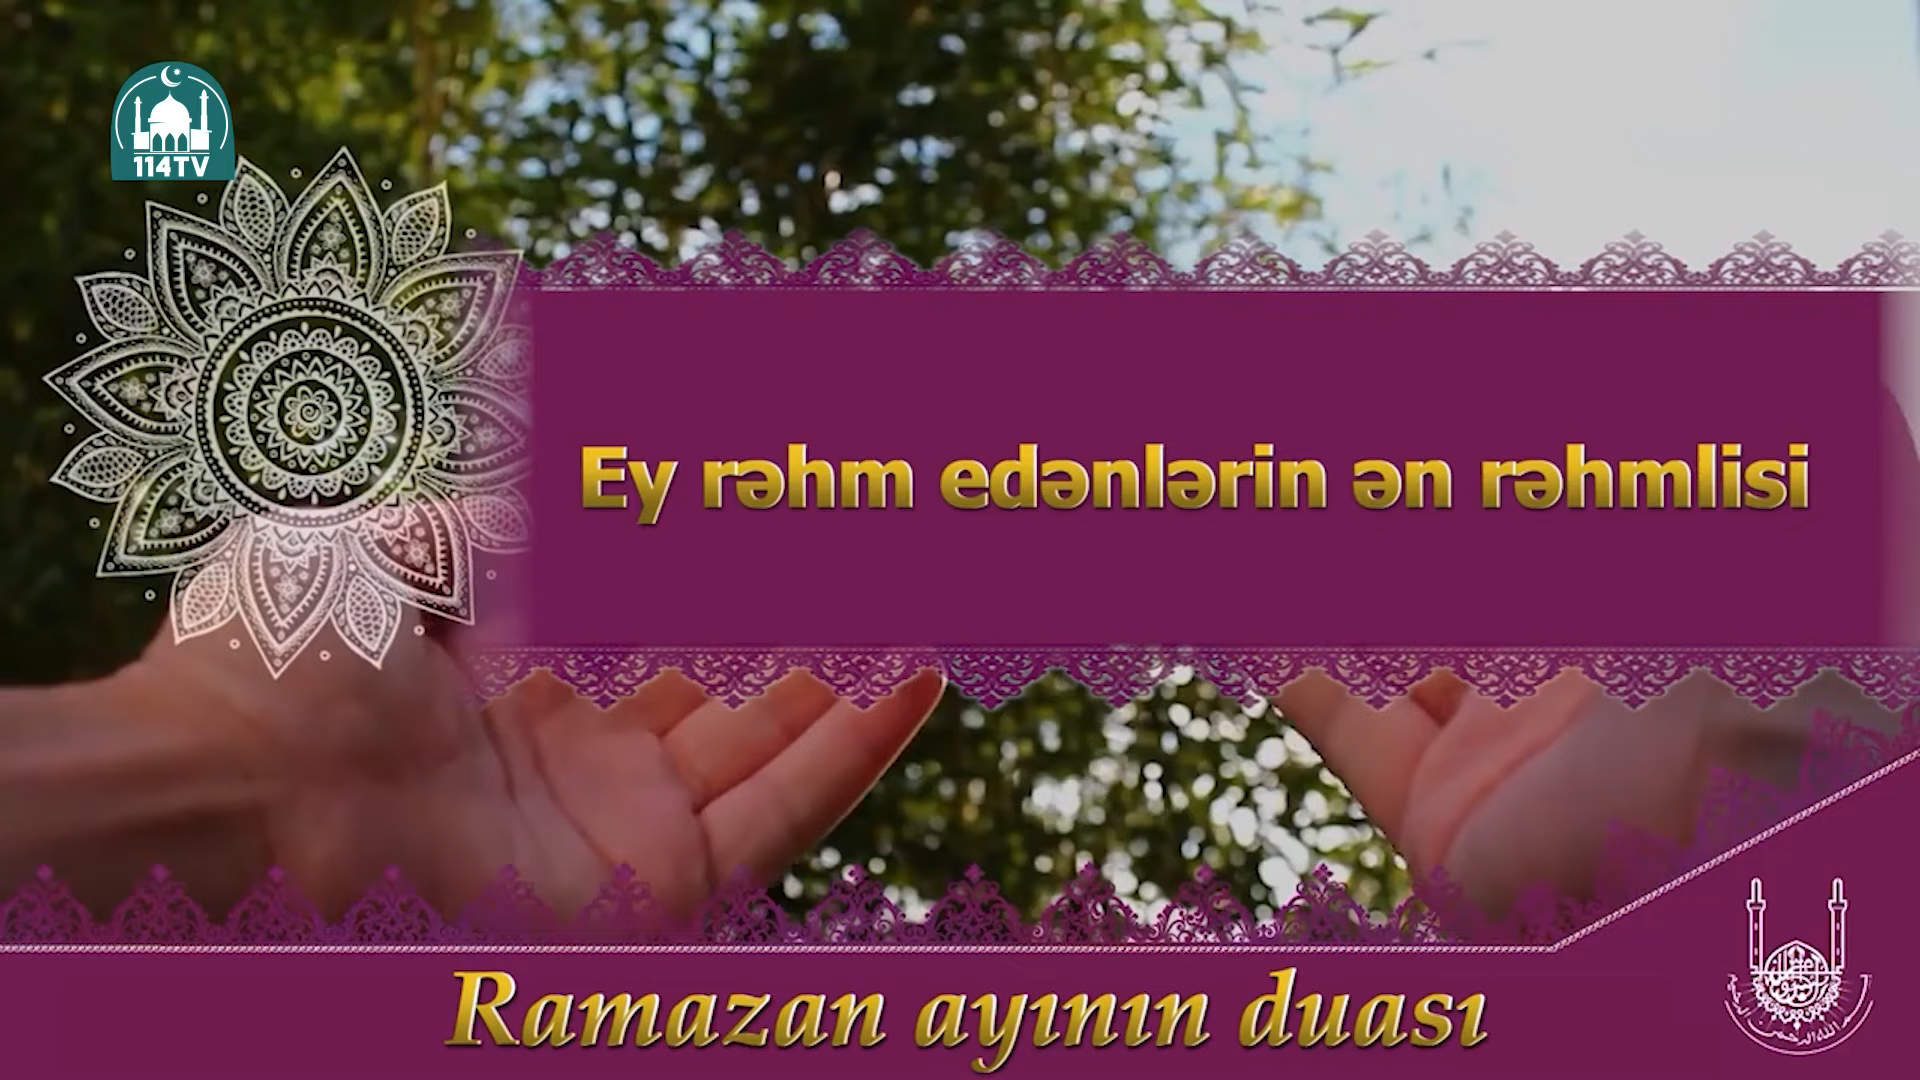 114TV
Ey rəhm edənlərin ən rəhmlisi
Ramazan ayının duası